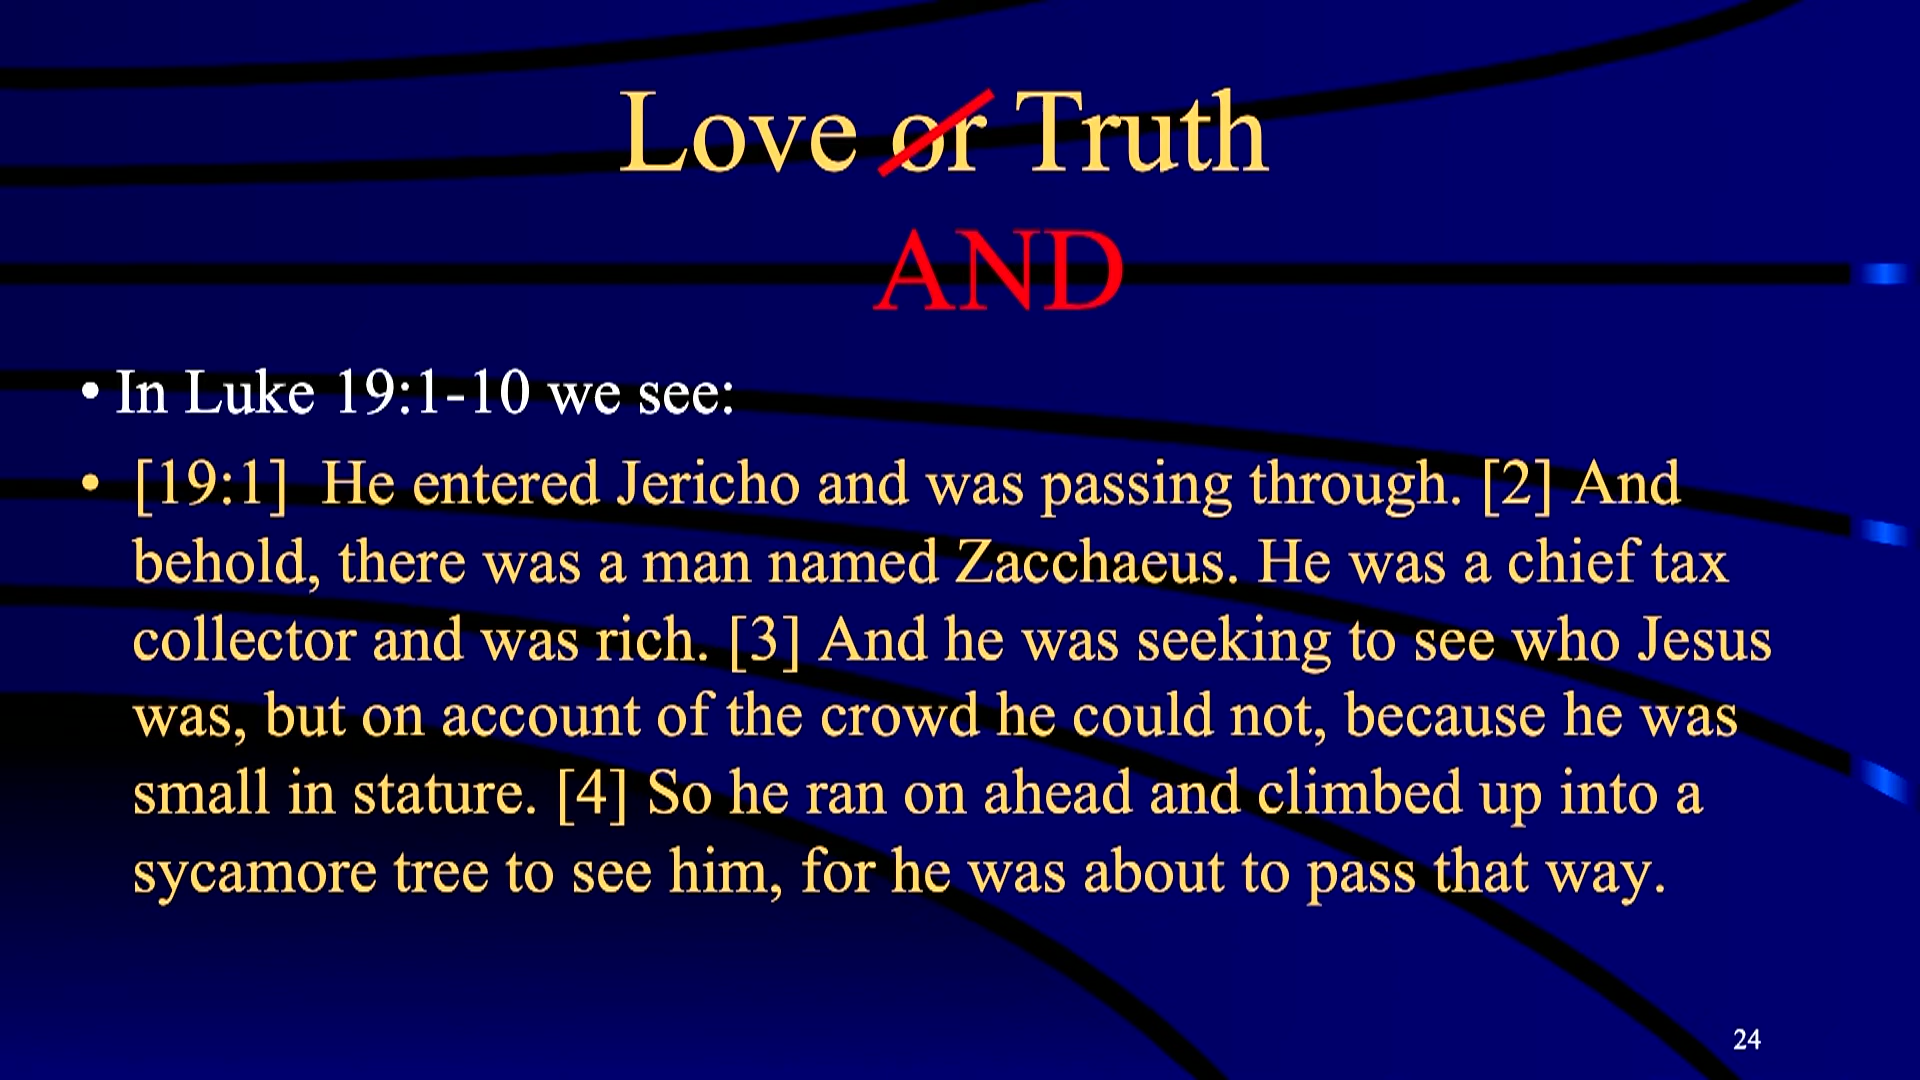 Love or Truth
AND
• In Luke 19:1-10 we see:
• [19:1]  He entered Jericho and was passing through. [2] And
behold, there was a man named Zacchaeus. He was a chief tax
collector and was rich. [3] And he was seeking to see who Jesus
was, but on account of the crowd he could not, because he was
small in stature. [4] So he ran on ahead and climbed up into a
sycamore tree to see him, for he was about to pass that way.
24